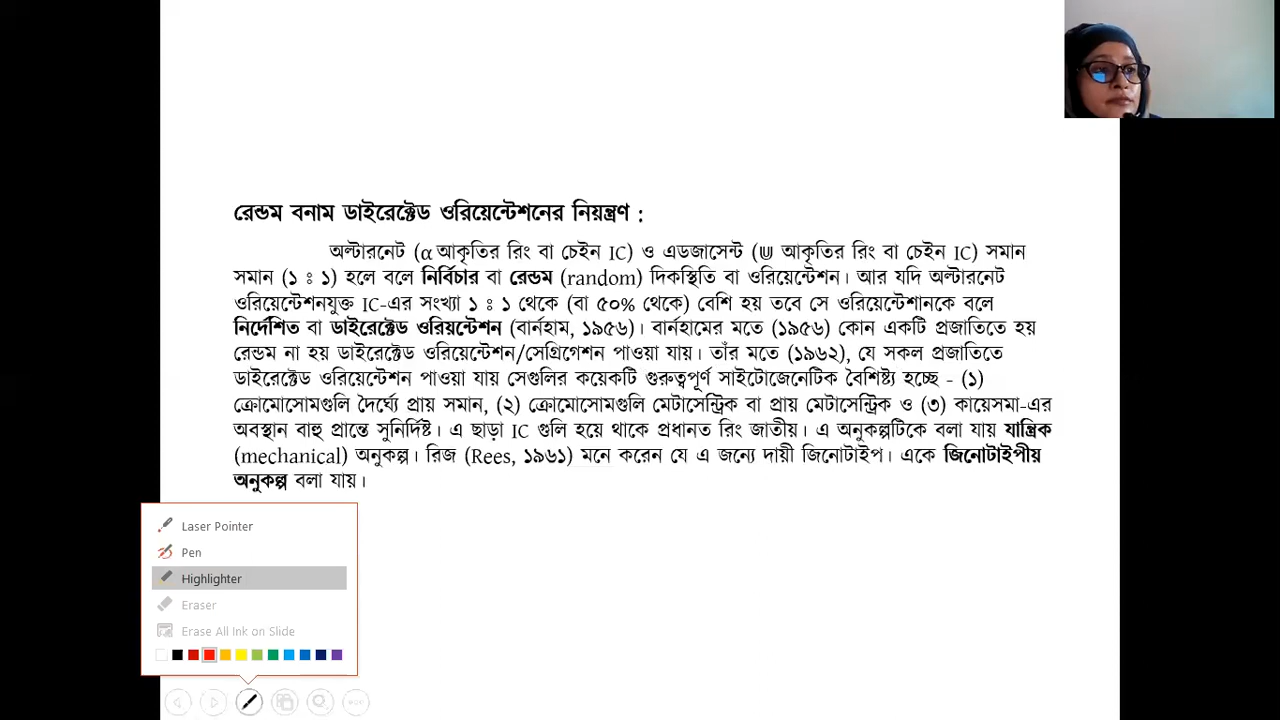 রেন্ডম বনাম ডাইরেক্টেড ওরিয়েন্টেশনের নিয়ন্ত্রণ :
অল্টারনেট (α আকৃতির রিং বা চেইন IC) ও এডজাসেন্ট (ꟺ আকৃতির রিং বা চেইন IC) সমান
সমান (১ ঃ ১) হলে বলে নির্বিচার বা রেন্ডম (random) দিকস্থিতি বা ওরিয়েন্টেশন। আর যদি অল্টারনেট
ওরিয়েন্টেশনযুক্ত IC-এর সংখ্যা ১ ঃ ১ থেকে (বা ৫০% থেকে) বেশি হয় তবে সে ওরিয়েন্টেশানকে বলে
নির্দেশিত বা ডাইরেক্টেড ওরিয়ন্টেশন (বার্নহাম, ১৯৫৬)। বার্নহামের মতে (১৯৫৬) কোন একটি প্রজাতিতে হয়
রেন্ডম না হয় ডাইরেক্টেড ওরিয়েন্টেশন/সেগ্রিগেশন পাওয়া যায়। তাঁর মতে (১৯৬২), যে সকল প্রজাতিতে
ডাইরেক্টেড ওরিয়েন্টেশন পাওয়া যায় সেগুলির কয়েকটি গুরুত্বপূর্ণ সাইটোজেনেটিক বৈশিষ্ট্য হচ্ছে - (১)
ক্রোমোসোমগুলি দৈর্ঘ্যে প্রায় সমান, (২) ক্রোমোসোমগুলি মেটাসেন্ট্রিক বা প্রায় মেটাসেন্ট্রিক ও (৩) কায়েসমা-এর
অবস্থান বাহু প্রান্তে সুনির্দিষ্ট। এ ছাড়া IC গুলি হয়ে থাকে প্রধানত রিং জাতীয়। এ অনুকল্পটিকে বলা যায় যান্ত্রিক
(mechanical) অনুকল্প। রিজ (Rees, ১৯৬১) মনে করেন যে এ জন্যে দায়ী জিনোটাইপ। একে জিনোটাইপীয়
অনুকল্প বলা যায়।
Laser Pointer
Pen
Highlighter
Eraser
Erase All Ink on Slide